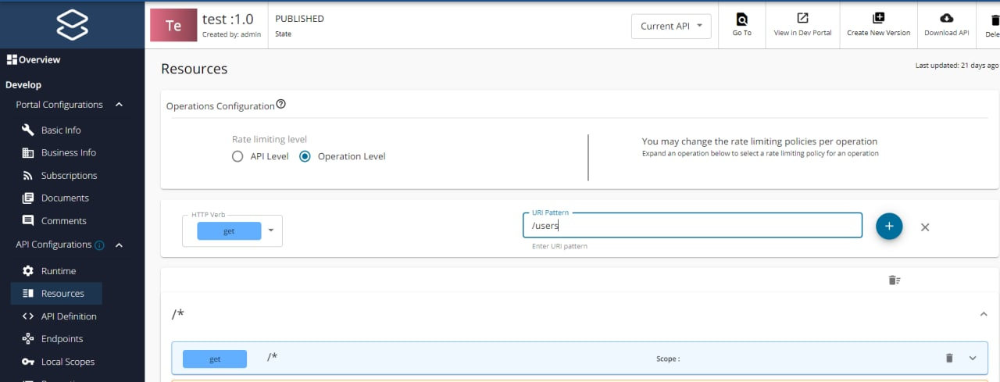 Te
test :1.0
Created by: admin
PUBLISHED
State
Current API
Go To
View in Dev Portal
Create New Version
Download API
Overview
Develop
Portal Configurations
Basic Info
Business Info
Subscriptions
Documents
Comments
API Configurations
Runtime
Resources
API Definition
Endpoints
Local Scopes
Resources
Last updated: 21 days ago
Operations Configuration
Rate limiting level
API Level
Operation Level
You may change the rate limiting policies per operation
Expand an operation below to select a rate limiting policy for an operation
HTTP Verb
get
URI Pattern
/users
Enter URI pattern
/*
get /* Scope :